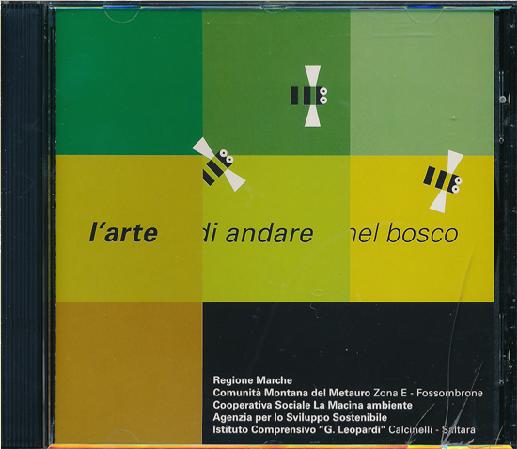 l'arte di andare nel bosco
Regione Marche
Comunità Montana del Metauro Zona E - Fossombrone
Cooperativa Sociale La Macina ambiente
Agenzia per lo Sviluppo Sostenibile
Istituto Comprensivo "G. Leopardi" Calcinelli - Saltara